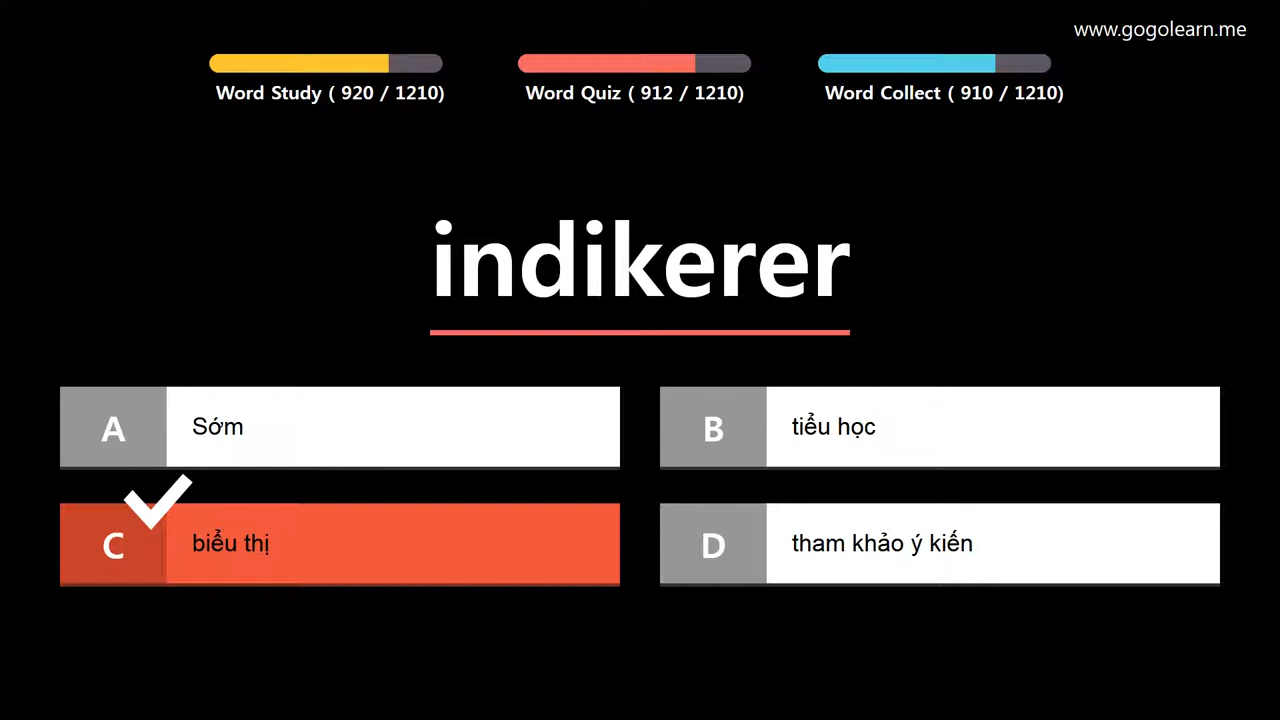 www.gogolearn.me
Word Study ( 920 / 1210)
Word Quiz ( 912 / 1210)
Word Collect ( 910 / 1210)
indikerer
A
Sớm
B
tiểu học
C
biểu thị
D
tham khảo ý kiến